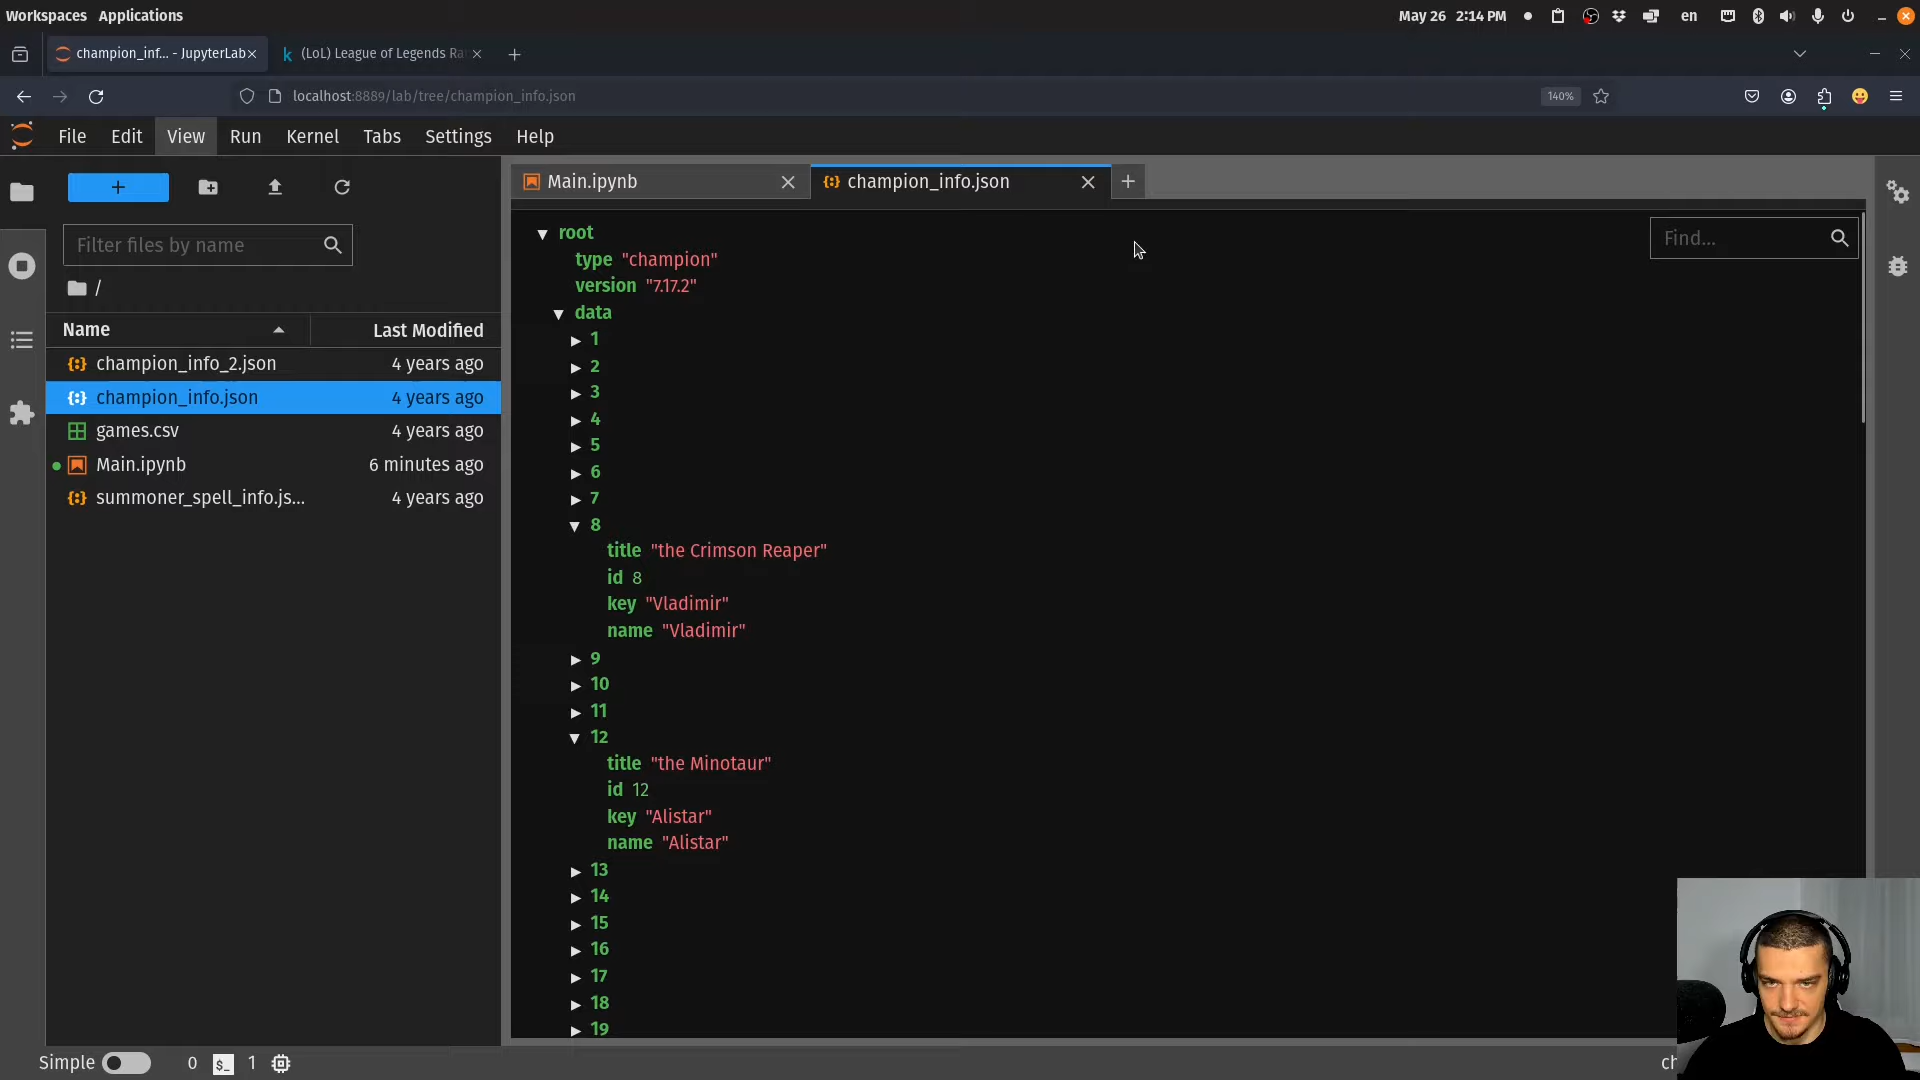 Workspaces Applications May 26 2:14 PM en
champion_inf... - JupyterLab (LoL) League of Legends Ra
localhost:8889/lab/tree/champion_info.json 140%
File Edit View Run Kernel Tabs Settings Help
+
Main.ipynb champion_info.json
Filter files by name
/
Name Last Modified
champion_info_2.json 4 years ago
champion_info.json 4 years ago
games.csv 4 years ago
Main.ipynb 6 minutes ago
summoner_spell_info.js... 4 years ago
Find...
root
type "champion"
version "7.17.2"
data
1
2
3
4
5
6
7
8
title "the Crimson Reaper"
id 8
key "Vladimir"
name "Vladimir"
9
10
11
12
title "the Minotaur"
id 12
key "Alistar"
name "Alistar"
13
14
15
16
17
18
19
Simple 0 $_ 1 ch